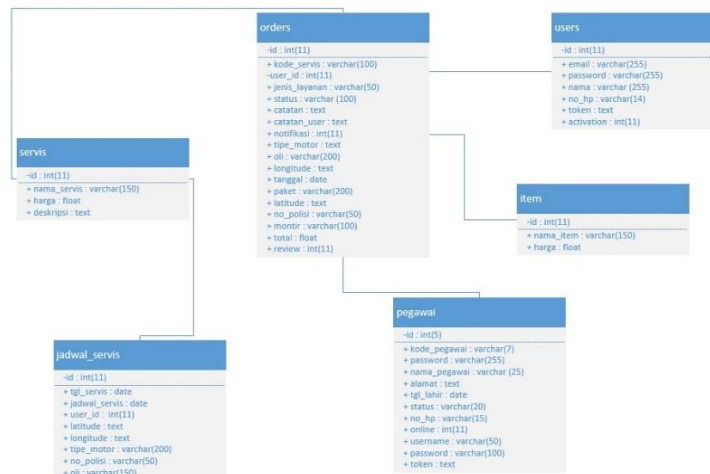 orders
-id : int(11)
+ kode_servis : varchar(100)
-user_id : int(11)
+ jenis_layanan : varchar(50)
+ status : varchar (100)
+ catatan : text
+ catatan_user : text
+ notifikasi : int(11)
+ tipe_motor : text
+ oli : varchar(200)
+ longitude : text
+ tanggal : date
+ paket : varchar(200)
+ latitude : text
+ no_polisi : varchar(50)
+ montir : varchar(100)
+ total : float
+ review : int(11)
users
-id : int(11)
+ email : varchar(255)
+ password : varchar(255)
+ nama : varchar (255)
+ no_hp : varchar(14)
+ token : text
+ activation : int(11)
servis
-id : int(11)
+ nama_servis : varchar(150)
+ harga : float
+ deskripsi : text
item
-id : int(11)
+ nama_item : varchar(150)
+ harga : float
pegawai
-id : int(5)
+ kode_pegawai : varchar(7)
+ password : varchar(255)
+ nama_pegawai : varchar (25)
+ alamat : text
+ tgl_lahir : date
+ status : varchar(20)
+ no_hp : varchar(15)
+ online : int(11)
+ username : varchar(50)
+ password : varchar(100)
+ token : text
jadwal_servis
-id : int(11)
+ tgl_servis : date
+ jadwal_servis : date
+ user_id : int(11)
+ latitude : text
+ longitude : text
+ tipe_motor : varchar(200)
+ no_polisi : varchar(50)
+ oli : varchar(150)